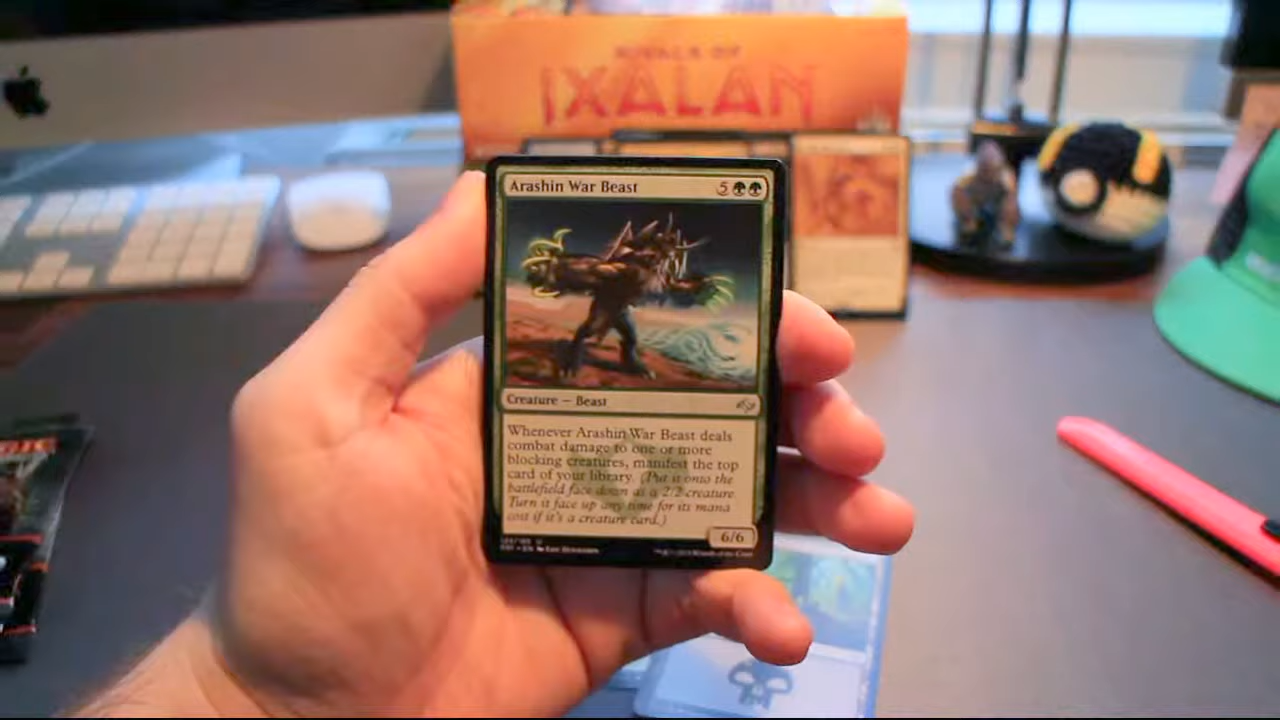 RIVALS OF
IXALAN
Arashin War Beast 5
Creature — Beast
Whenever Arashin War Beast deals
combat damage to one or more
blocking creatures, manifest the top
card of your library. (Put it onto the
battlefield face down as a 2/2 creature.
Turn it face up any time for its mana
cost if it's a creature card.)
6/6